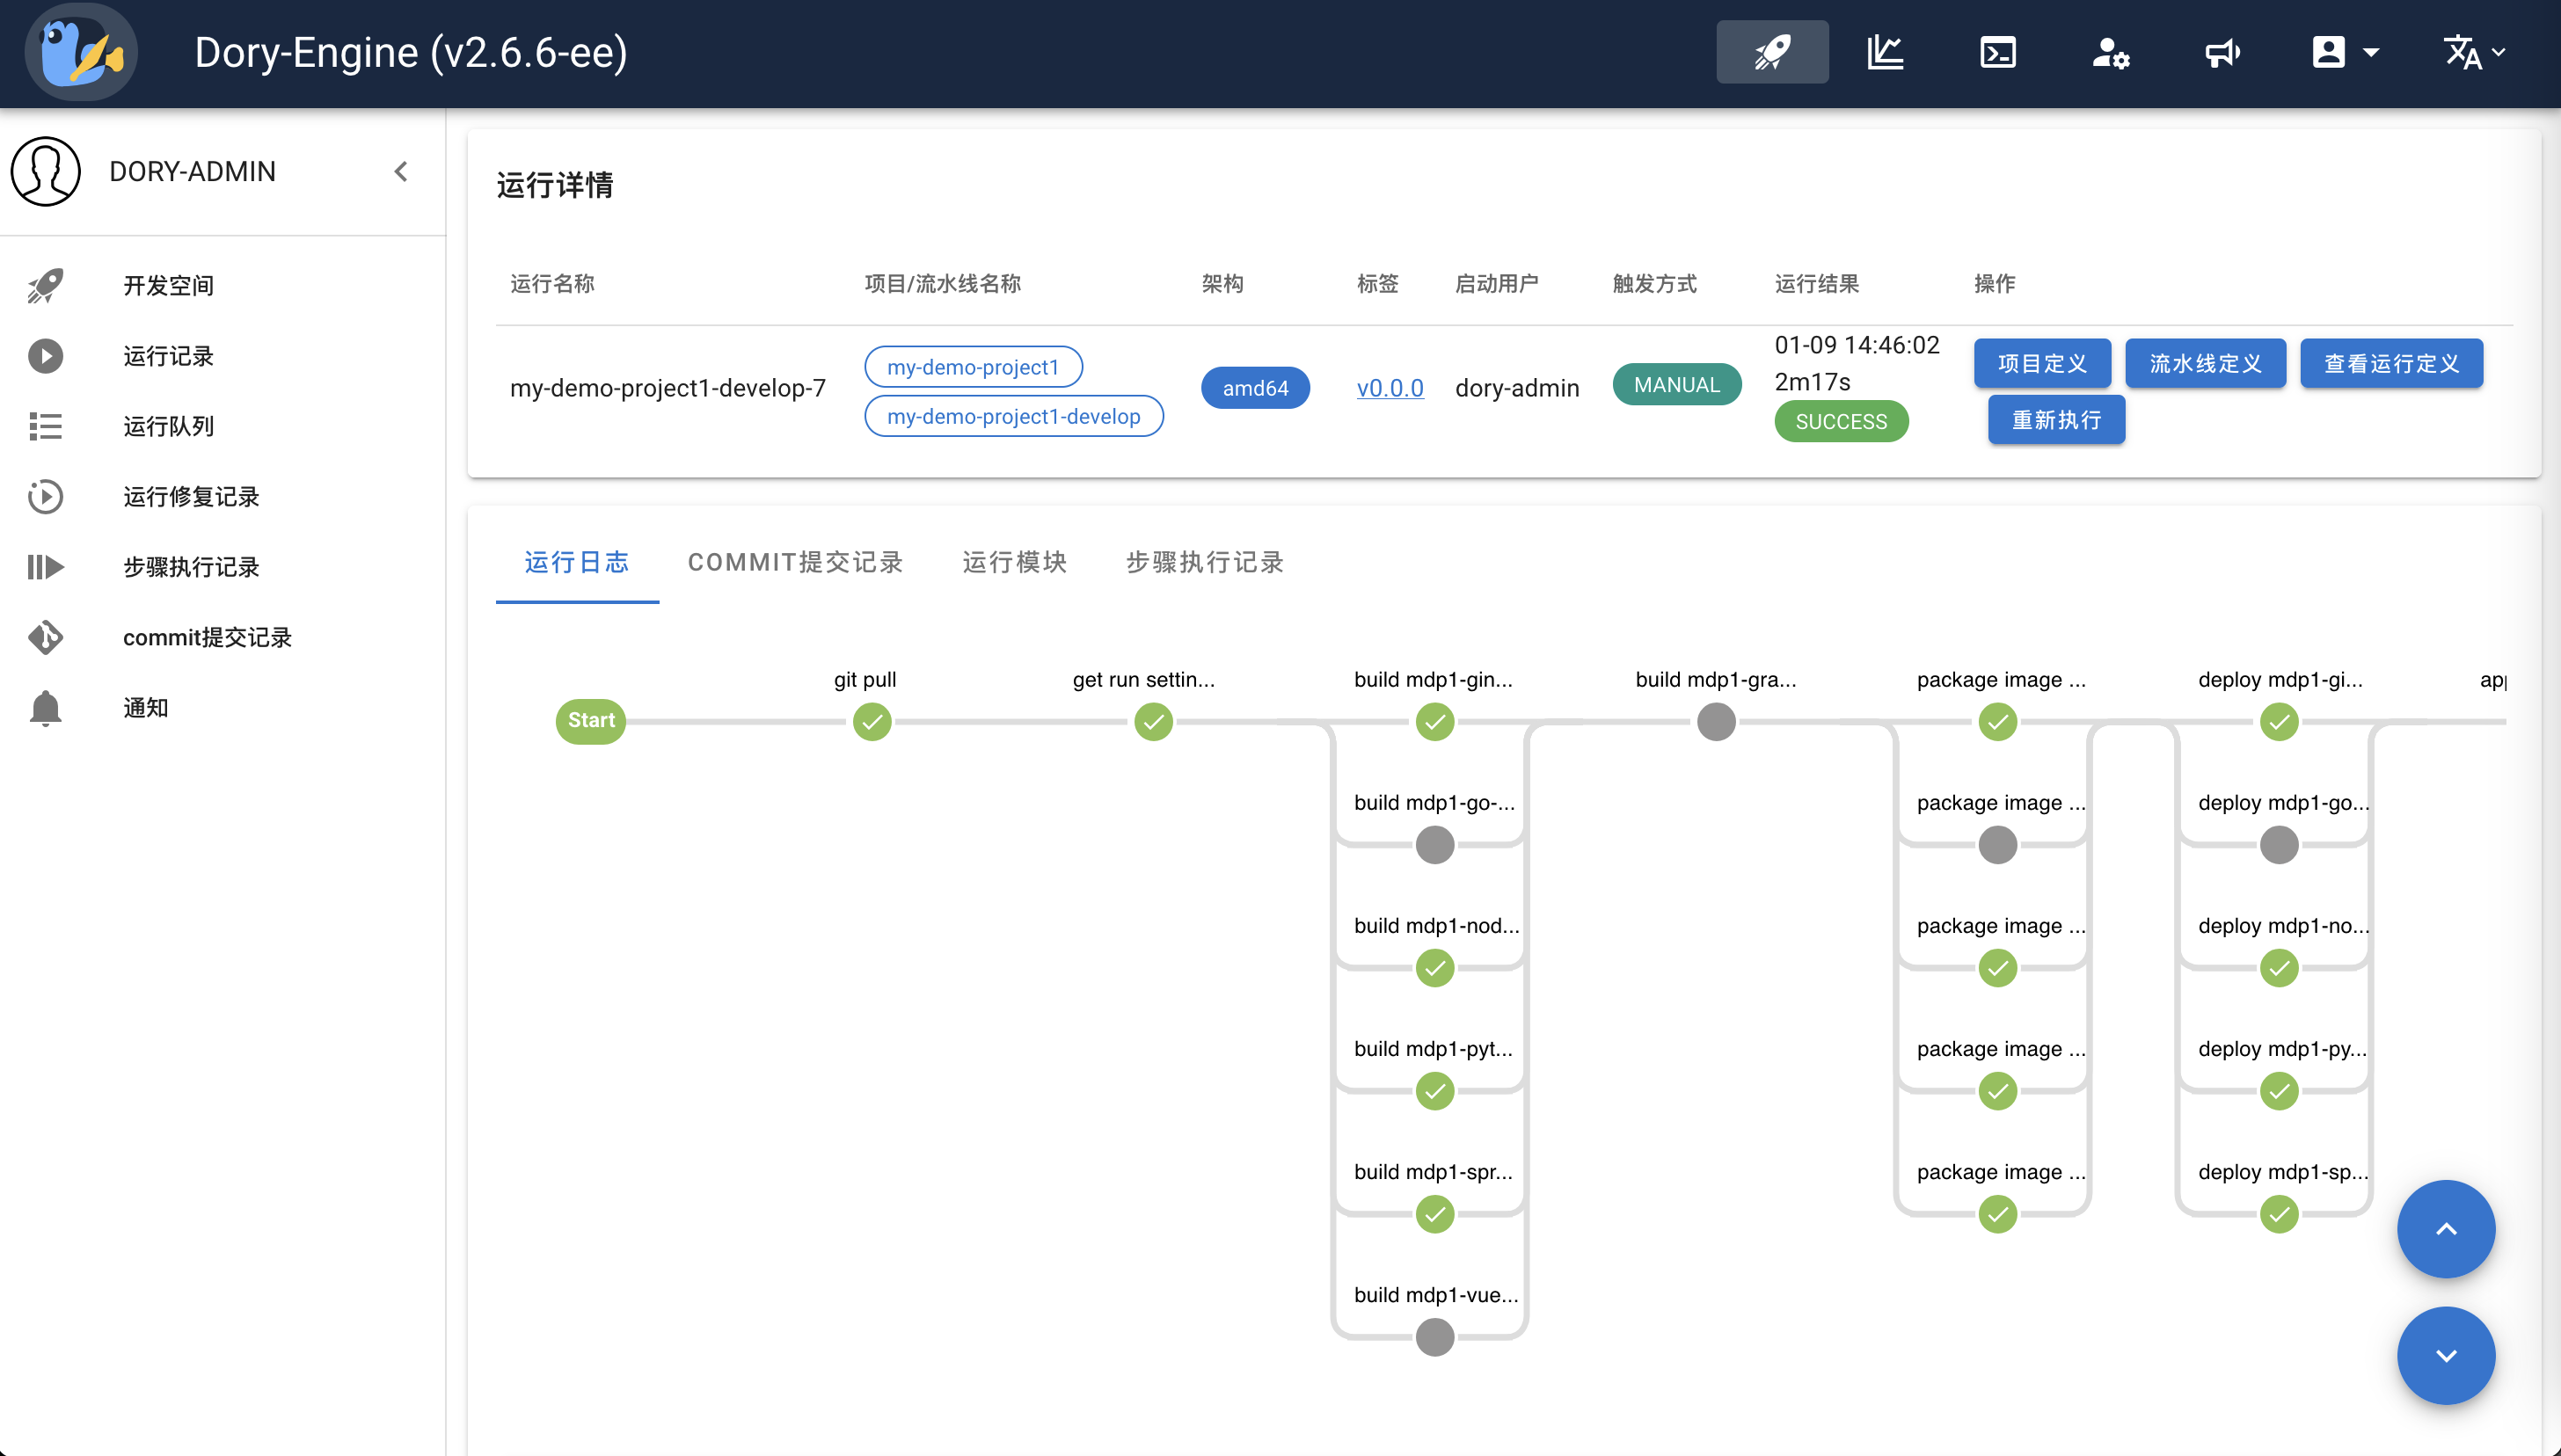 Dory-Engine (v2.6.6-ee)
DORY-ADMIN
开发空间
运行记录
运行队列
运行修复记录
步骤执行记录
commit提交记录
通知
运行详情
运行名称 项目/流水线名称 架构 标签 启动用户 触发方式 运行结果 操作
my-demo-project1-develop-7
my-demo-project1
my-demo-project1-develop
amd64
v0.0.0
dory-admin
MANUAL
01-09 14:46:02
2m17s
SUCCESS
项目定义 流水线定义 查看运行定义
重新执行
运行日志 COMMIT提交记录 运行模块 步骤执行记录
Start
git pull
get run settin...
build mdp1-gin...
build mdp1-go-...
build mdp1-nod...
build mdp1-pyt...
build mdp1-spr...
build mdp1-vue...
build mdp1-gra...
package image ...
package image ...
package image ...
package image ...
package image ...
deploy mdp1-gi...
deploy mdp1-go...
deploy mdp1-no...
deploy mdp1-py...
deploy mdp1-sp...